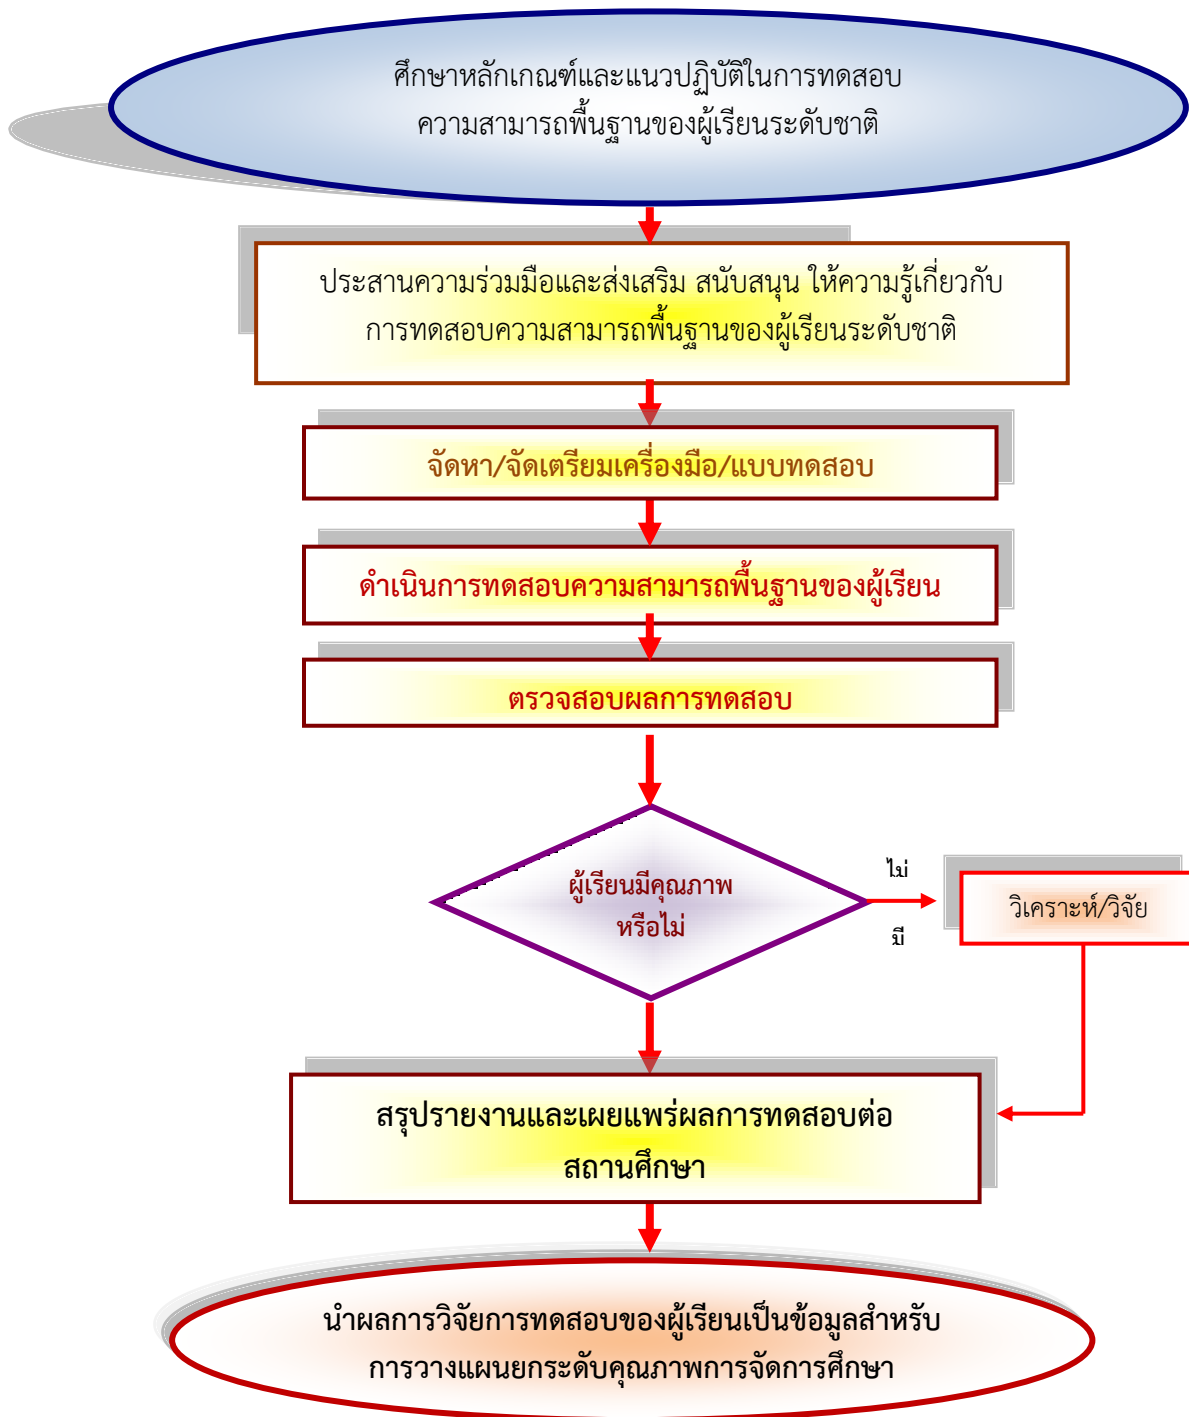 ศึกษาหลักเกณฑ์และแนวปฏิบัติในการทดสอบ
ความสามารถพื้นฐานของผู้เรียนระดับชาติ
ประสานความร่วมมือและส่งเสริม สนับสนุน ให้ความรู้เกี่ยวกับ
การทดสอบความสามารถพื้นฐานของผู้เรียนระดับชาติ
จัดหา/จัดเตรียมเครื่องมือ/แบบทดสอบ
ดำเนินการทดสอบความสามารถพื้นฐานของผู้เรียน
ตรวจสอบผลการทดสอบ
ผู้เรียนมีคุณภาพ
หรือไม่
ไม่
มี
วิเคราะห์/วิจัย
สรุปรายงานและเผยแพร่ผลการทดสอบต่อ
สถานศึกษา
นำผลการวิจัยการทดสอบของผู้เรียนเป็นข้อมูลสำหรับ
การวางแผนยกระดับคุณภาพการจัดการศึกษา